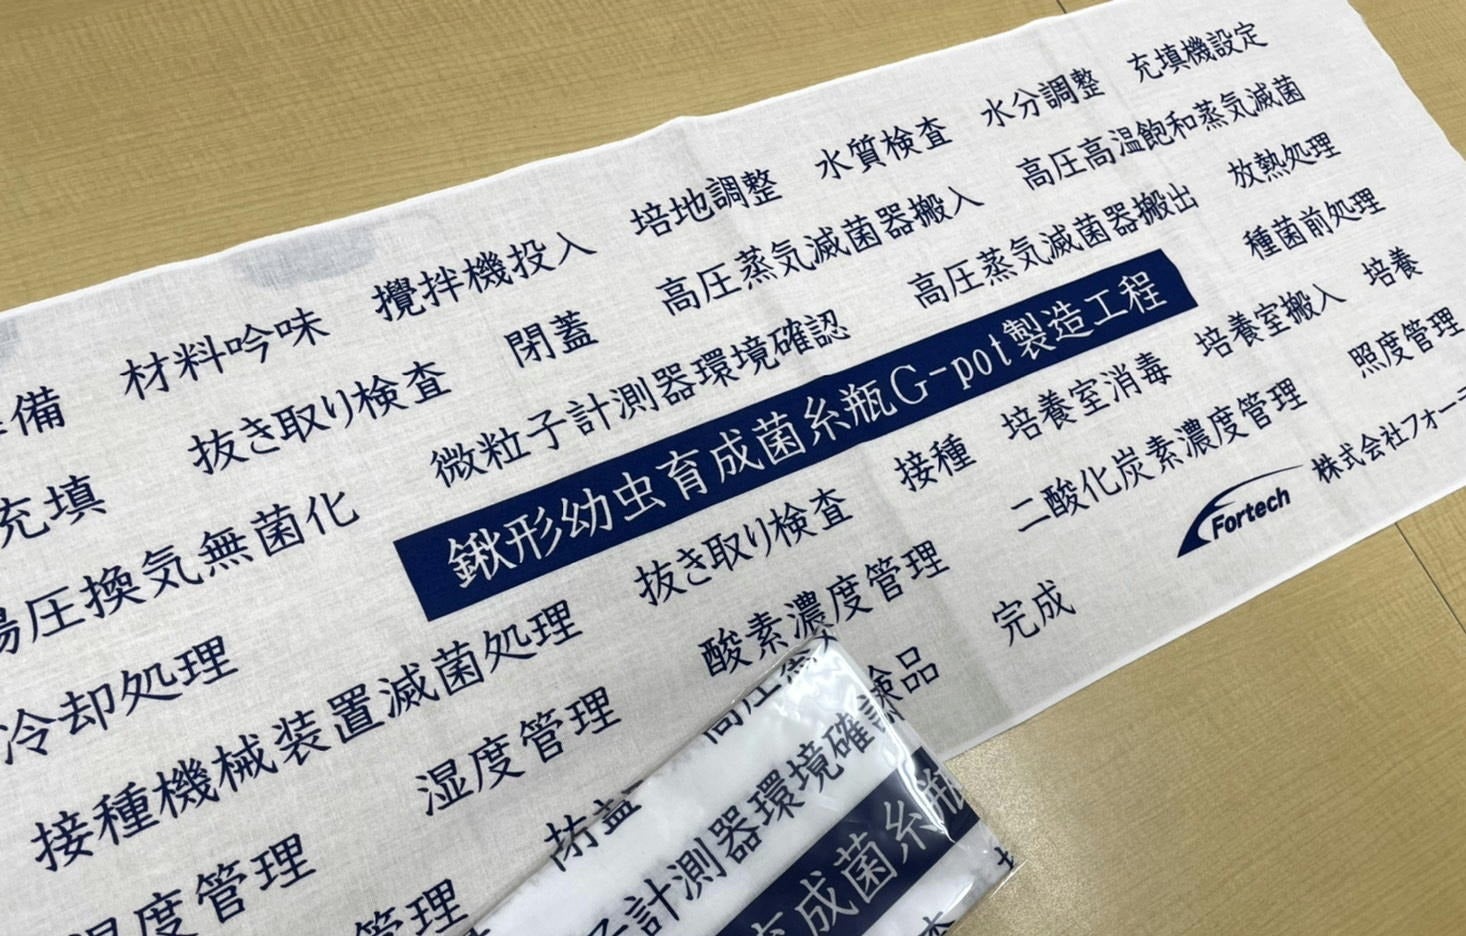 備 材料吟味 攪拌機投入 培地調整 水質検査 水分調整 充填機設定
充填 抜き取り検査 閉蓋 高圧蒸気滅菌器搬入 高圧高温飽和蒸気滅菌
陽圧換気無菌化 微粒子計測器環境確認 高圧蒸気滅菌器搬出 放熱処理
冷却処理 鍬形幼虫育成菌糸瓶G-pot製造工程 種菌前処理
接種機械装置滅菌処理 抜き取り検査 接種 培養室消毒 培養室搬入 培養
度管理 湿度管理 酸素濃度管理 二酸化炭素濃度管理 照度管理
管理 検品 完成 Fortech 株式会社フォーテ
高圧蒸
子計測器環境確認
育成菌糸瓶